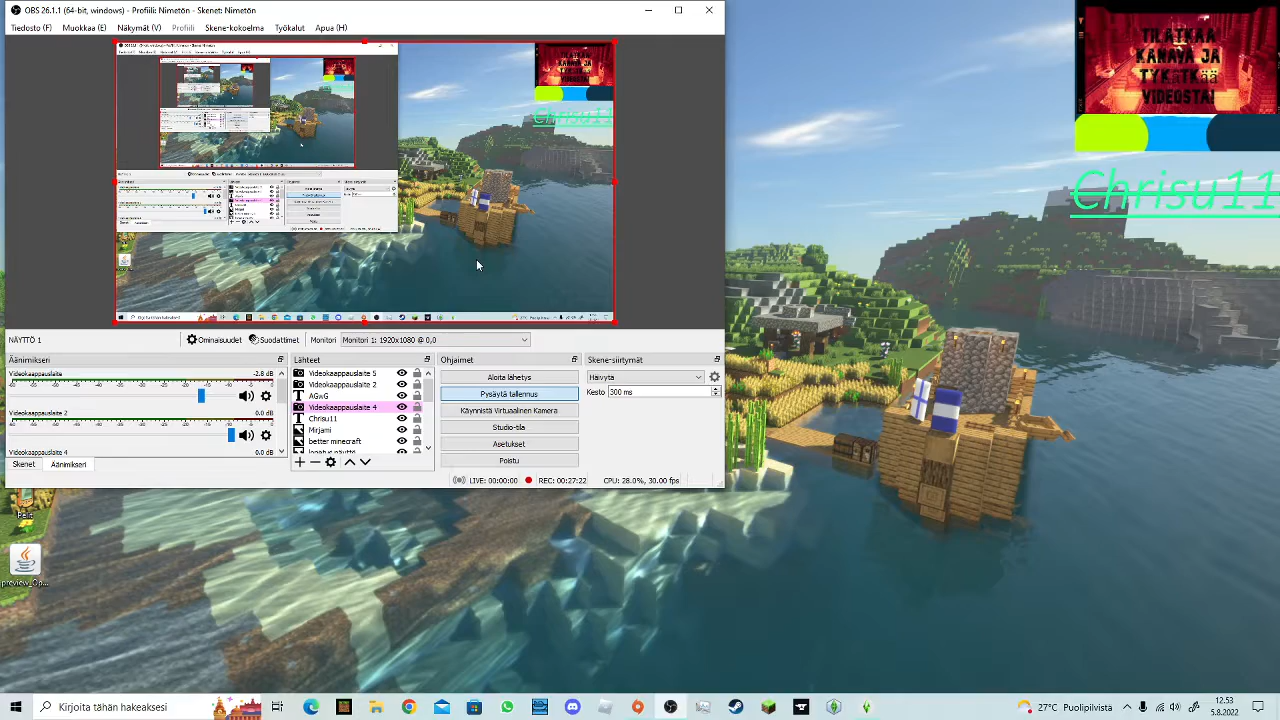 OBS 26.1.1 (64-bit, windows) - Profiili: Nimetön - Skenet: Nimetön
Tiedosto (F) Muokkaa (E) Näkymät (V) Profiili Skene-kokoelma Työkalut Apua (H)
TILATKAA
KANAVA JA
TYKÄTKÄÄ
VIDEOSTA!
Chrisu11
NÄYTTÖ 1 Ominaisuudet Suodattimet Monitori Monitori 1: 1920x1080 @ 0,0
Äänimikseri
Videokaappauslaite -2.8 dB
Videokaappauslaite 2 0.0 dB
Videokaappauslaite 4 0.0 dB
Skenet Äänimikseri
Lähteet
Videokaappauslaite 5
Videokaappauslaite 2
AGwG
Videokaappauslaite 4
Chrisu11
Mirjami
better minecraft
Ohjaimet
Aloita lähetys
Pysäytä tallennus
Käynnistä Virtuaalinen Kamera
Studio-tila
Asetukset
Poistu
Skene-siirtymät
Häivytä
Kesto 300 ms
LIVE: 00:00:00 REC: 00:27:22 CPU: 28.0%, 30.00 fps
Pelit
preview_Op...
Kirjoita tähän hakeaksesi
21°C Puolipilvistä
12.53
5.8.2022